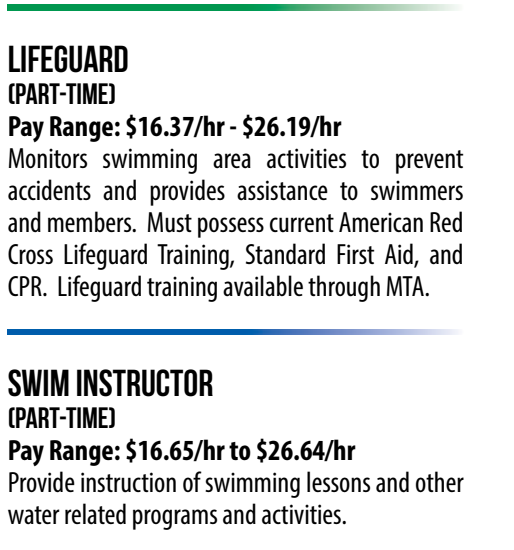 LIFEGUARD
(PART-TIME)
Pay Range: $16.37/hr - $26.19/hr
Monitors swimming area activities to prevent
accidents and provides assistance to swimmers
and members.  Must possess current American Red
Cross Lifeguard Training, Standard First Aid, and
CPR.  Lifeguard training available through MTA.
SWIM INSTRUCTOR
(PART-TIME)
Pay Range: $16.65/hr to $26.64/hr
Provide instruction of swimming lessons and other
water related programs and activities.